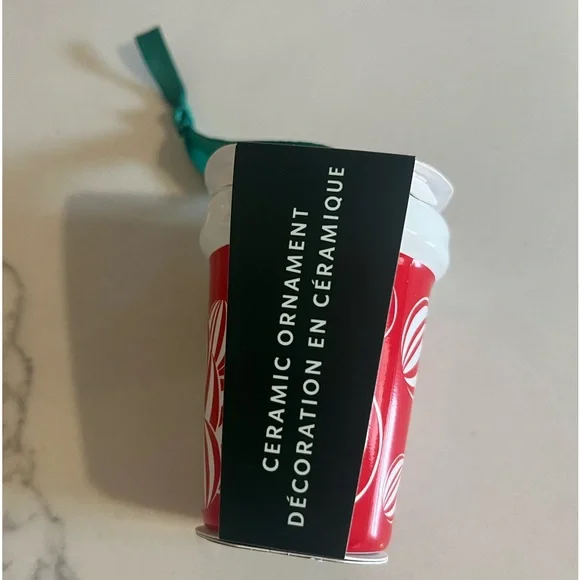 CERAMIC ORNAMENT
DÉCORATION EN CÉRAMIQUE